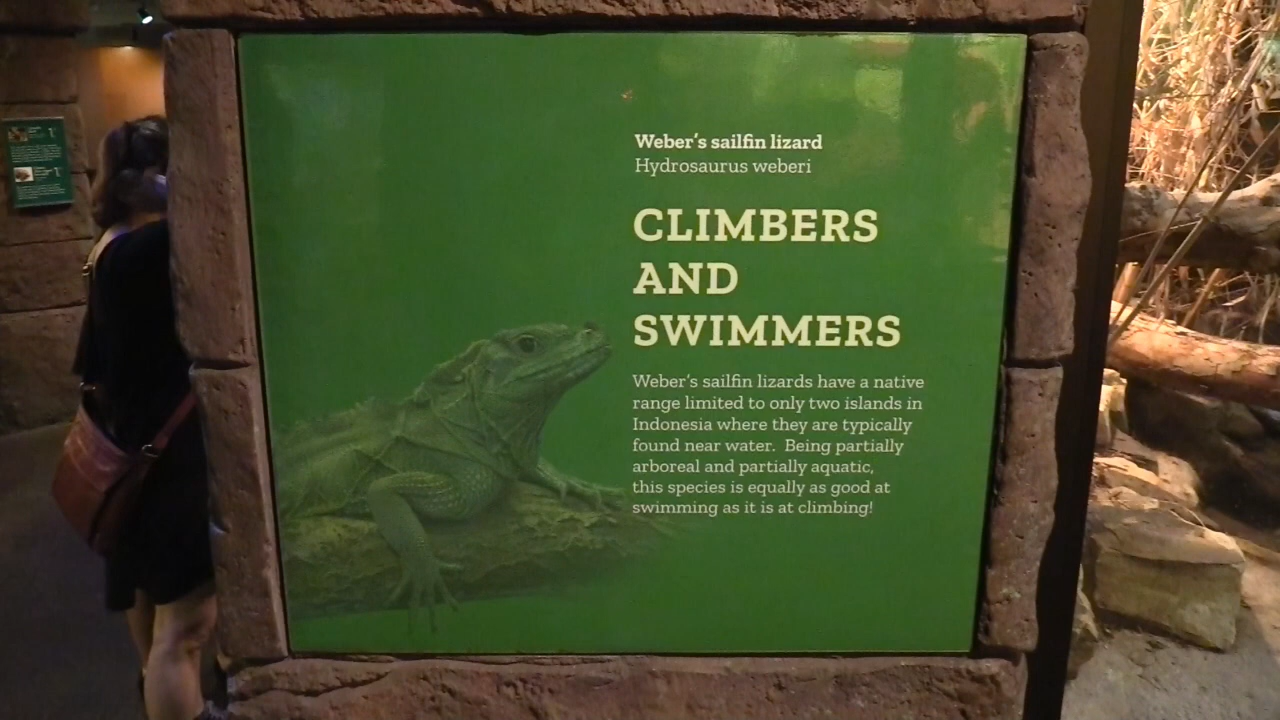 Weber's sailfin lizard
Hydrosaurus weberi
CLIMBERS
AND
SWIMMERS
Weber's sailfin lizards have a native
range limited to only two islands in
Indonesia where they are typically
found near water.  Being partially
arboreal and partially aquatic,
this species is equally as good at
swimming as it is at climbing!